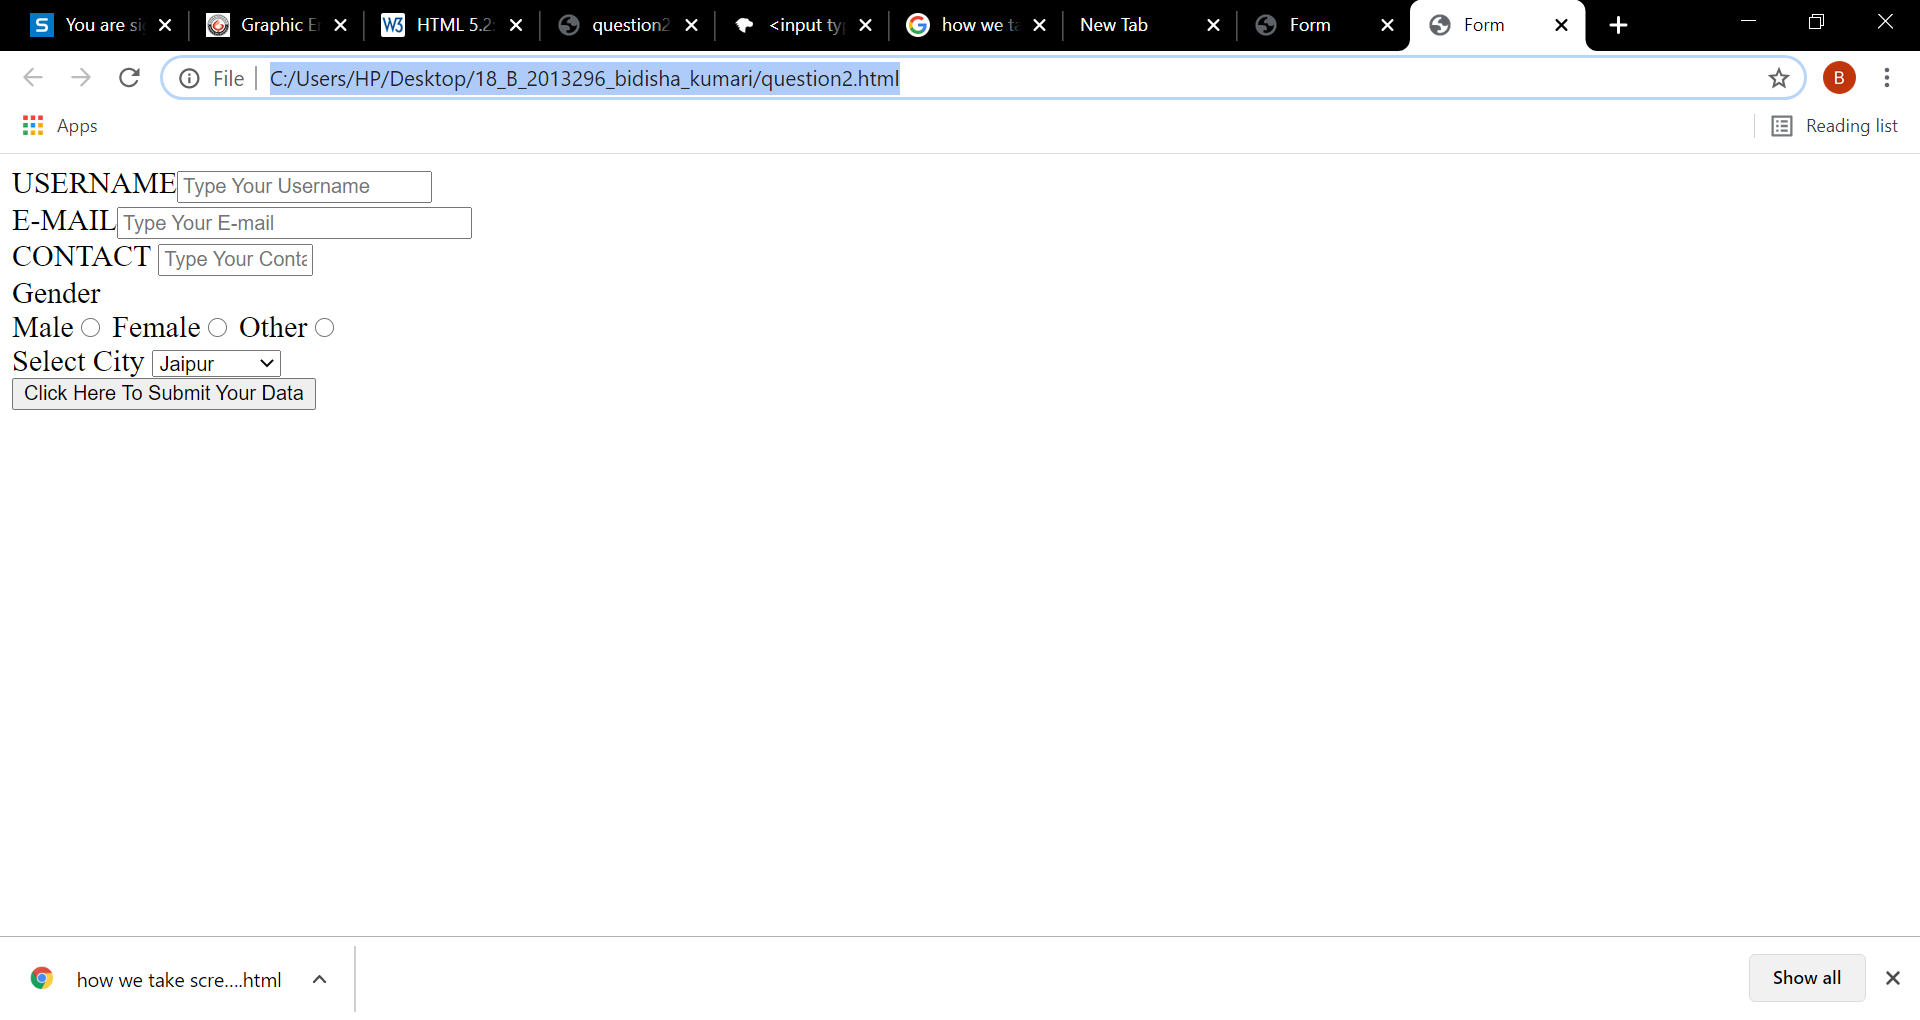 You are si
Graphic E
HTML 5.2
question2
<input ty
how we ta
New Tab
Form
Form
File
C:/Users/HP/Desktop/18_B_2013296_bidisha_kumari/question2.html
B
Apps
Reading list
USERNAME Type Your Username
E-MAIL Type Your E-mail
CONTACT Type Your Conta
Gender
Male Female Other
Select City Jaipur
Click Here To Submit Your Data
how we take scre....html
Show all